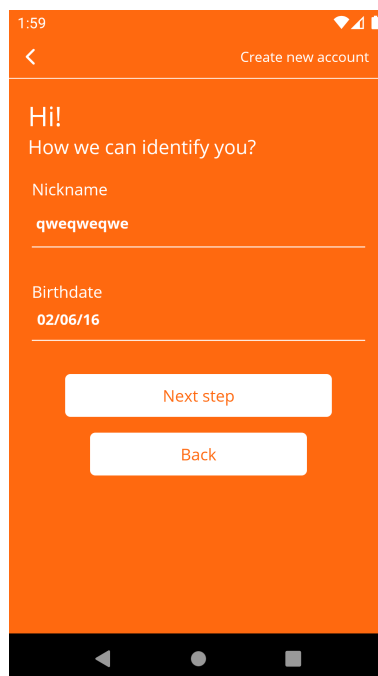 1:59
Create new account
Hi!
How we can identify you?
Nickname
qweqweqwe
Birthdate
02/06/16
Next step
Back